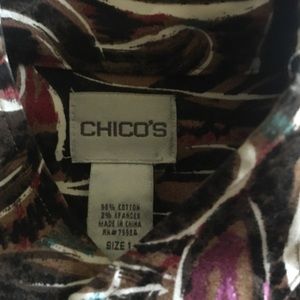 CHICO'S
98% COTTON
2% SPANDEX
MADE IN CHINA
SIZE 1